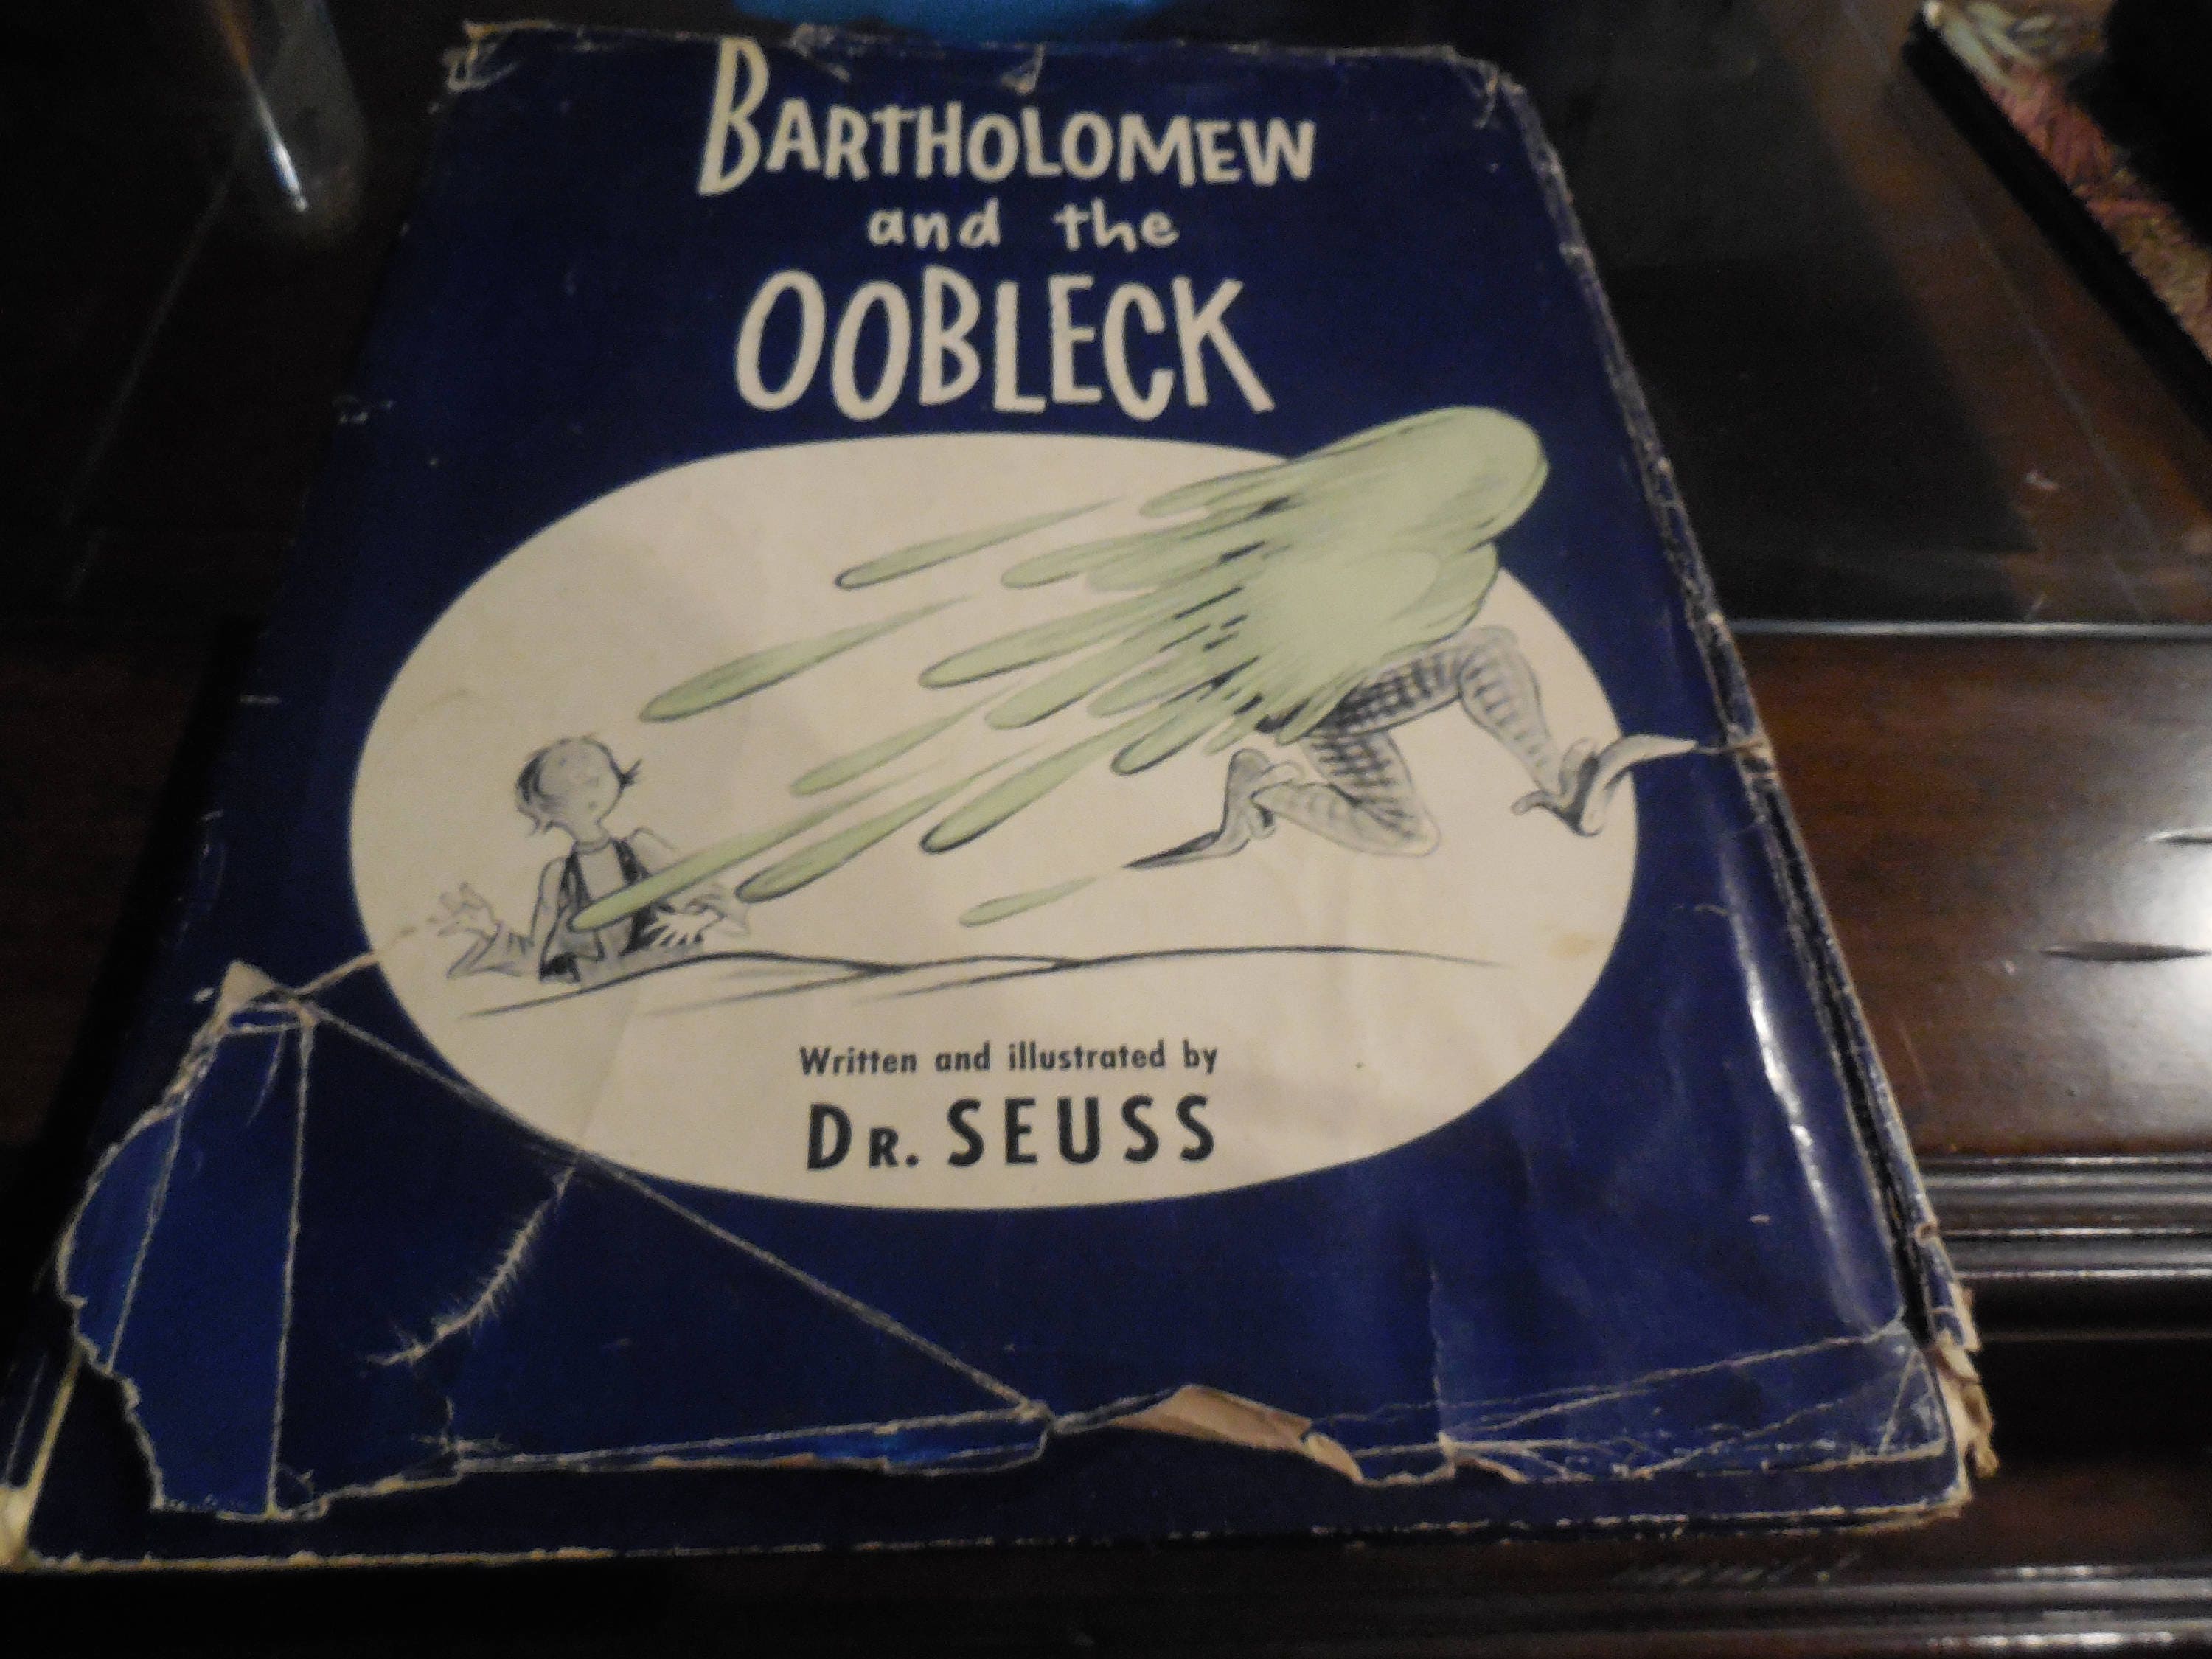 BARTHOLOMEW
and the
OOBLECK
Written and illustrated by
DR. SEUSS